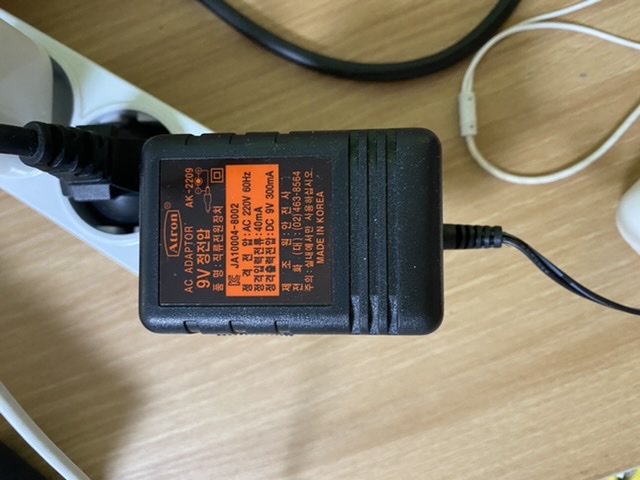 Atron
AC ADAPTOR AK-2209
9V 정전압
품명 : 직류전원장치
JA10004-8002
정격전압:AC 220V 60Hz
정격입력전류:40mA
정격출력전압:DC 9V 300mA
제조원:안전사
전화(대):(02)463-8564
주의:실내에서만 사용하십시오.
MADE IN KOREA